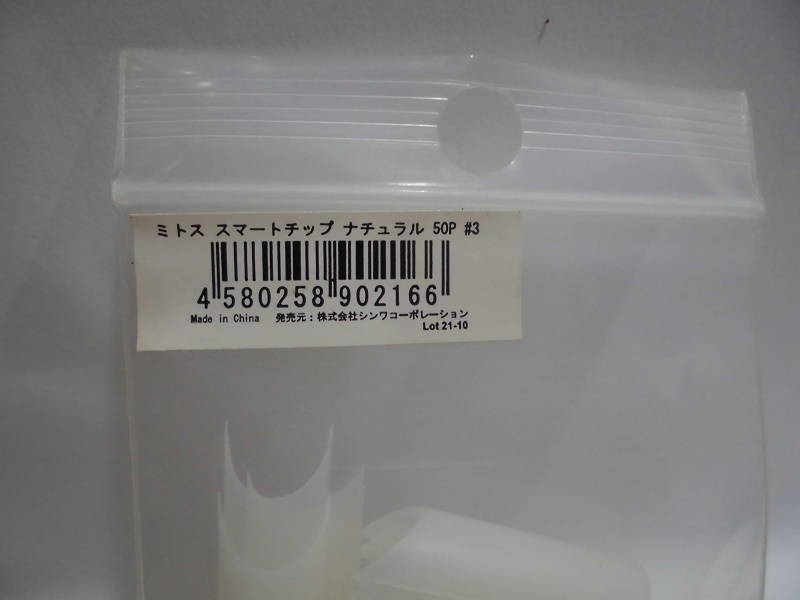 ミトス スマートチップ ナチュラル 50P #3
4 580258 902166
Made in China 発売元：株式会社シンワコーポレーション
Lot 21-10